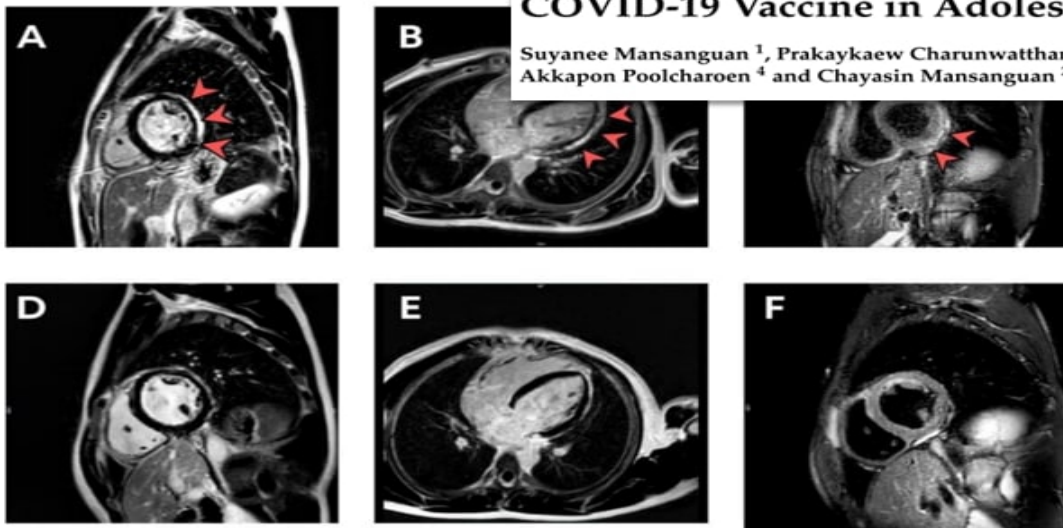 A
B
COVID-19 Vaccine in Adoles
Suyanee Mansanguan ¹, Prakaykaew Charunwatthan
Akkapon Poolcharoen ⁴ and Chayasin Mansanguan
D
E
F